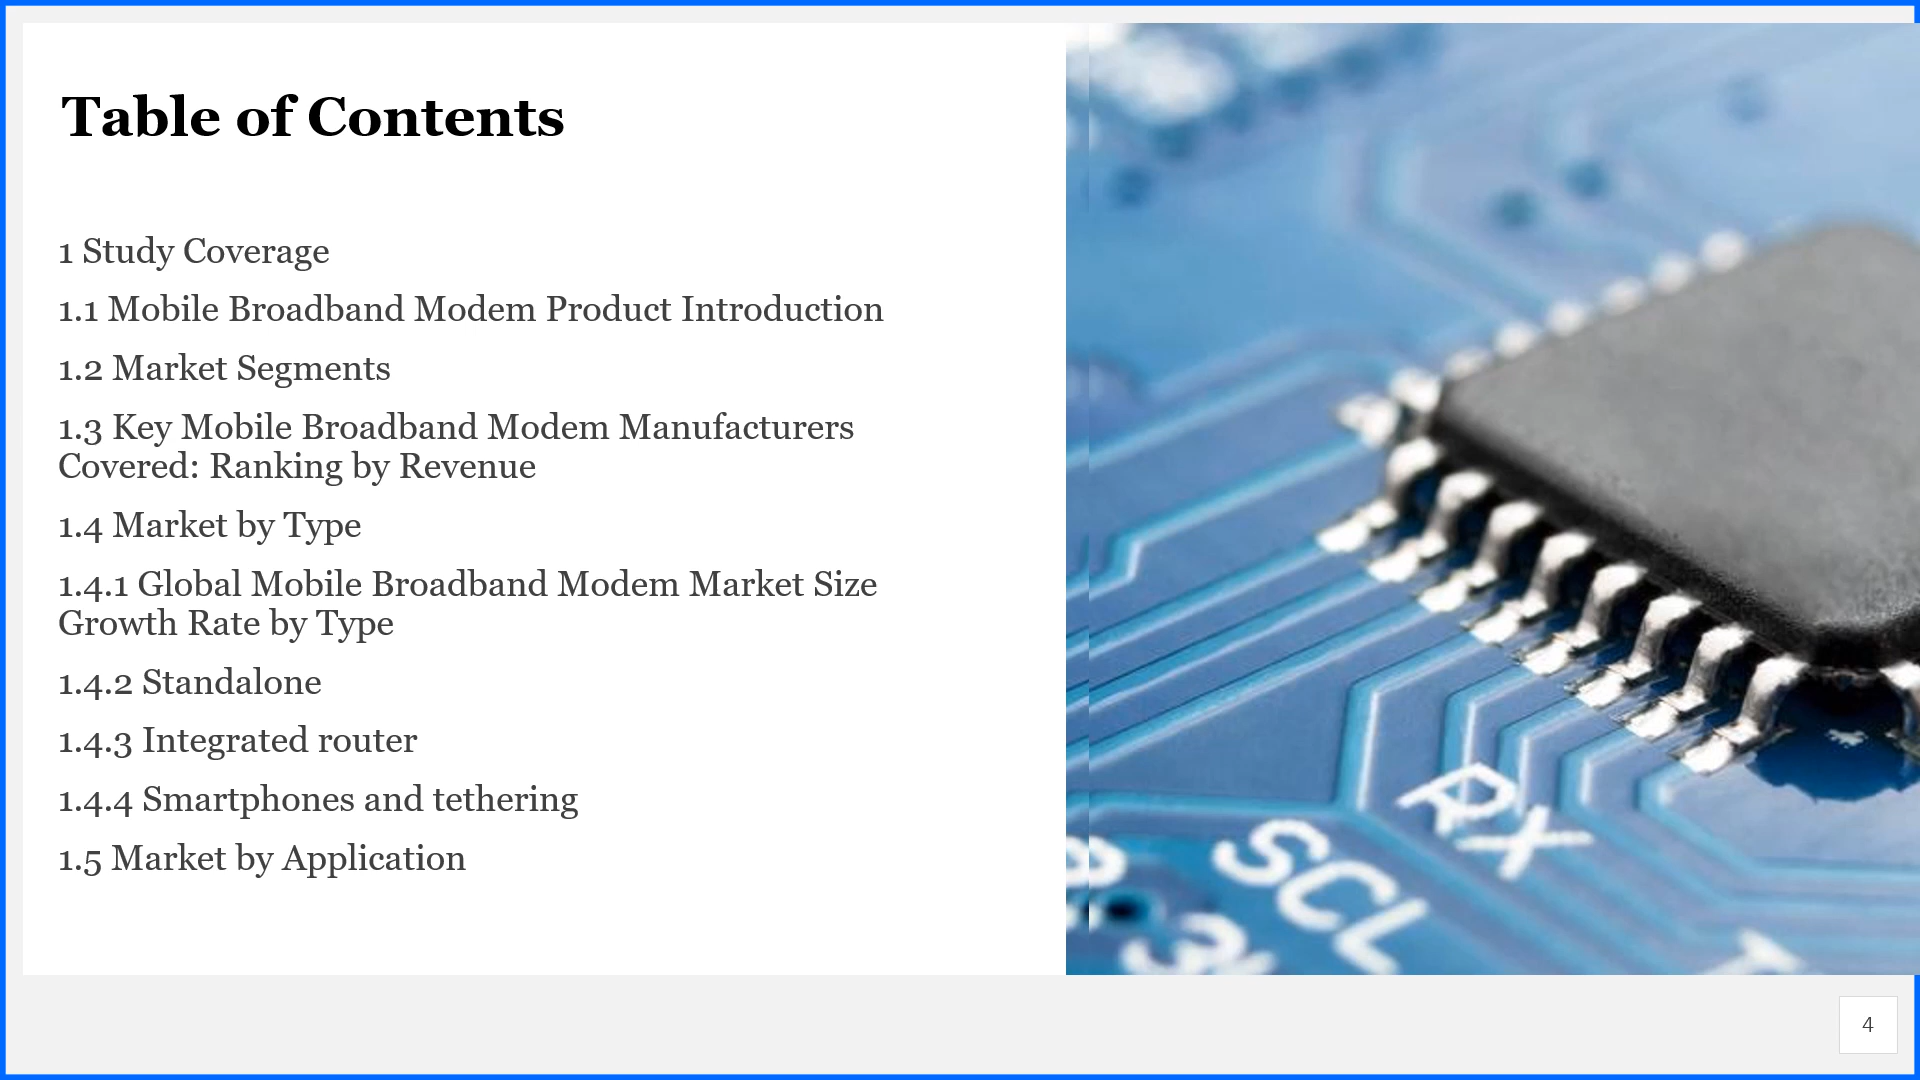 Table of Contents
1 Study Coverage
1.1 Mobile Broadband Modem Product Introduction
1.2 Market Segments
1.3 Key Mobile Broadband Modem Manufacturers
Covered: Ranking by Revenue
1.4 Market by Type
1.4.1 Global Mobile Broadband Modem Market Size
Growth Rate by Type
1.4.2 Standalone
1.4.3 Integrated router
1.4.4 Smartphones and tethering
1.5 Market by Application
RX
SCL
4